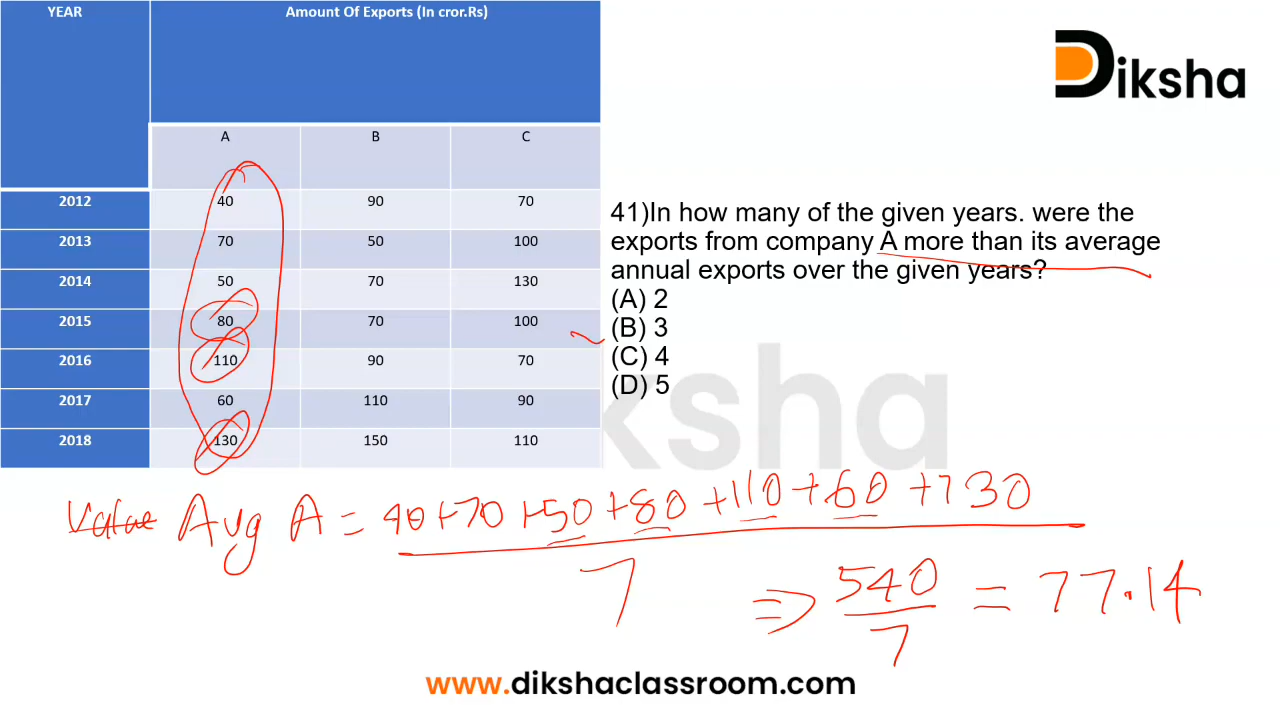 YEAR Amount Of Exports (In cror.Rs)
Diksha
A B C
2012 40 90 70
2013 70 50 100
2014 50 70 130
2015 80 70 100
2016 110 90 70
2017 60 110 90
2018 130 150 110
41)In how many of the given years. were the
exports from company A more than its average
annual exports over the given years?
(A) 2
(B) 3
(C) 4
(D) 5
Diksha
Value Avg A = 40+70+50+80+110+60+130
7
⇒ 540 = 77.14
7
www.dikshaclassroom.com